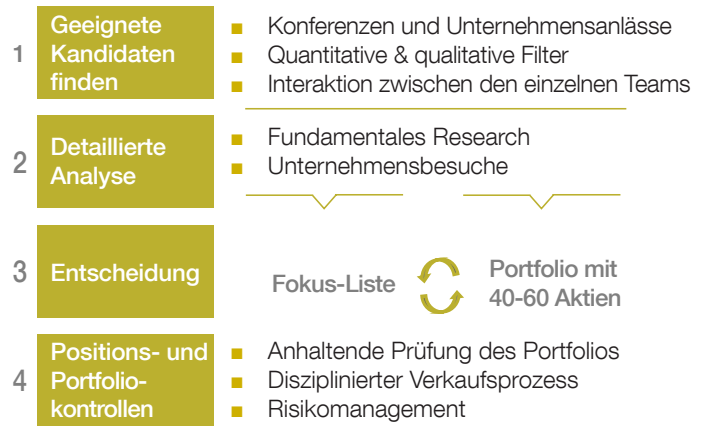 1
Geeignete
Kandidaten
finden
■ Konferenzen und Unternehmensanlässe
■ Quantitative & qualitative Filter
■ Interaktion zwischen den einzelnen Teams
2
Detaillierte
Analyse
■ Fundamentales Research
■ Unternehmensbesuche
3
Entscheidung
Fokus-Liste
Portfolio mit
40-60 Aktien
4
Positions- und
Portfolio-
kontrollen
■ Anhaltende Prüfung des Portfolios
■ Disziplinierter Verkaufsprozess
■ Risikomanagement